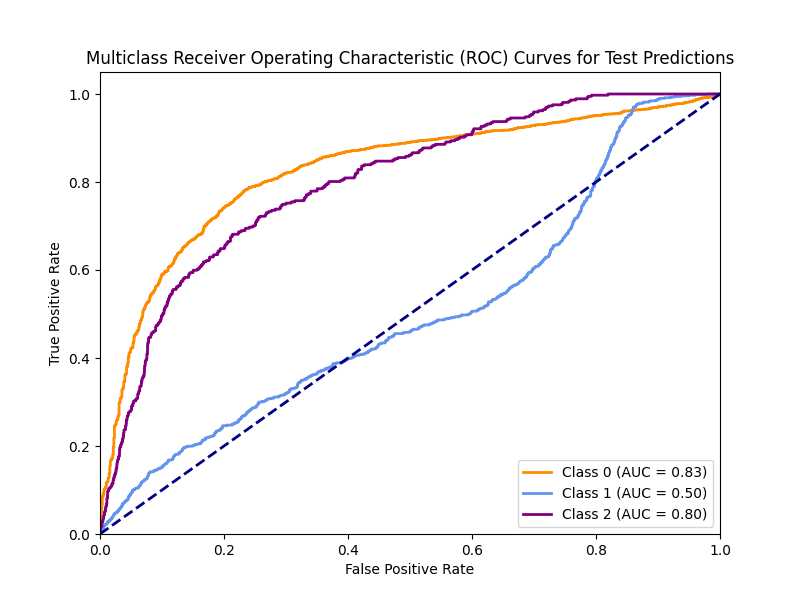 Multiclass Receiver Operating Characteristic (ROC) Curves for Test Predictions
True Positive Rate
1.0
0.8
0.6
0.4
0.2
0.0
Class 0 (AUC = 0.83)
Class 1 (AUC = 0.50)
Class 2 (AUC = 0.80)
0.0 0.2 0.4 0.6 0.8 1.0
False Positive Rate